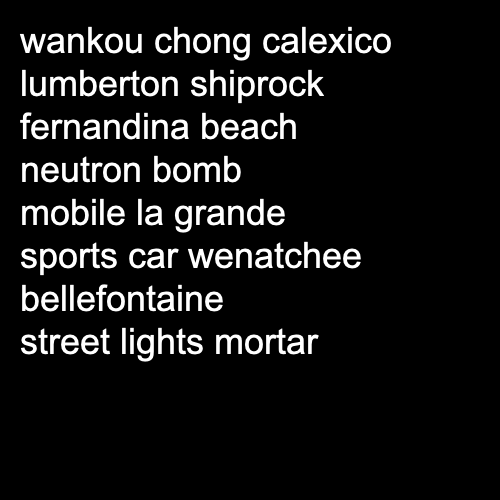 wankou chong calexico
lumberton shiprock
fernandina beach
neutron bomb
mobile la grande
sports car wenatchee
bellefontaine
street lights mortar